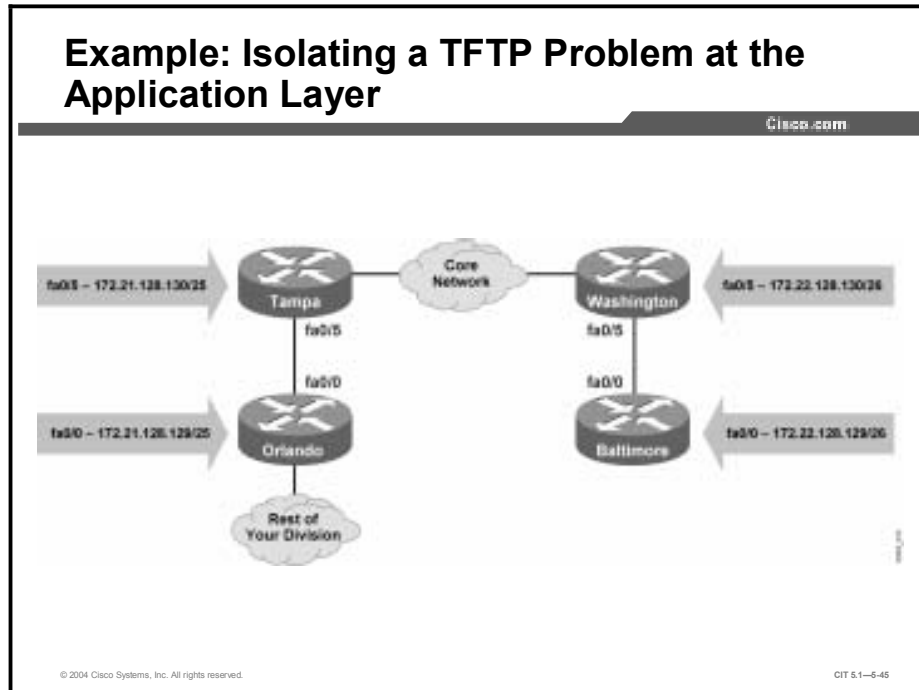 Example: Isolating a TFTP Problem at the
Application Layer
Cisco.com
Core
Network
fa0/5 – 172.21.128.130/25
Tampa
Washington
fa0/5 – 172.22.128.130/26
fa0/5
fa0/5
fa0/0
fa0/0
fa0/0 – 172.21.128.129/25
Orlando
Baltimore
fa0/0 – 172.22.128.129/26
Rest of
Your Division
© 2004 Cisco Systems, Inc. All rights reserved.
CIT 5.1—5-45